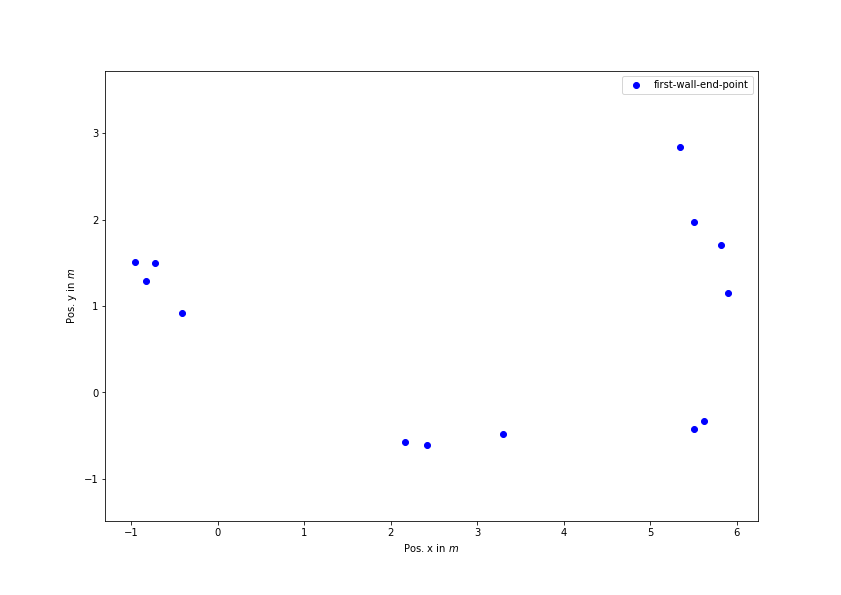 first-wall-end-point
3
2
1
0
−1
Pos. y in m
−1 0 1 2 3 4 5 6
Pos. x in m